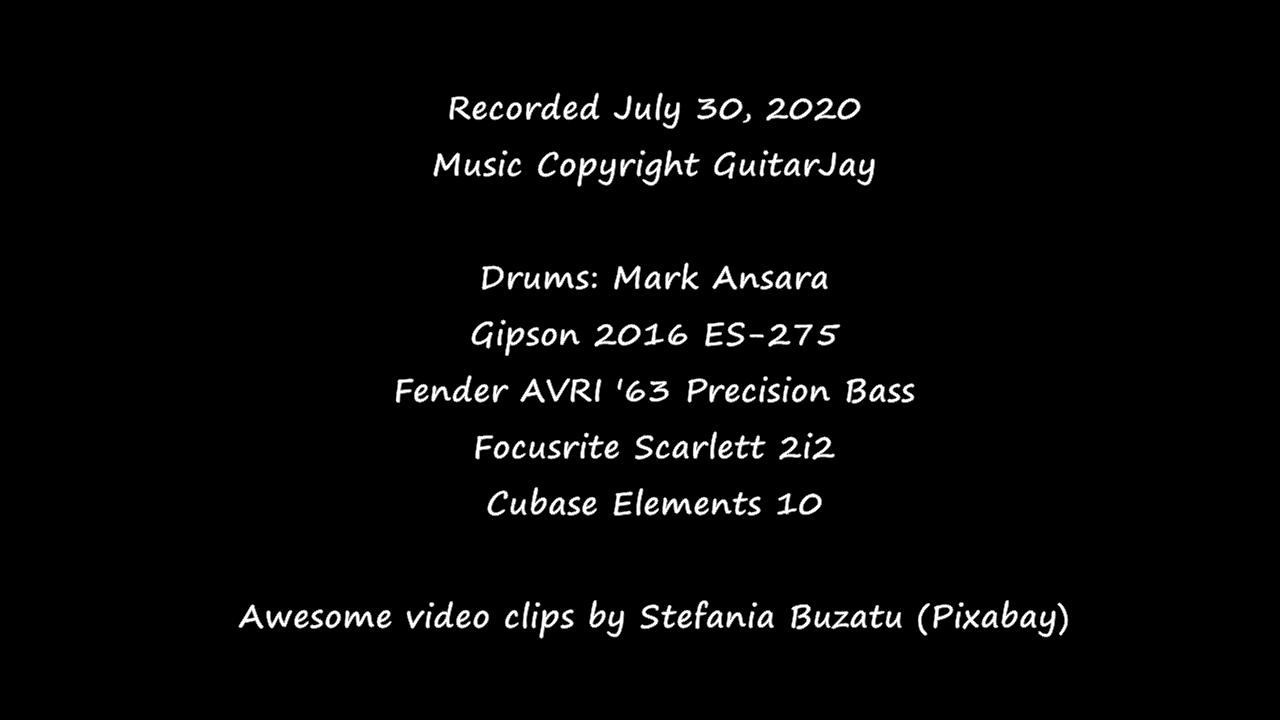 Recorded July 30, 2020
Music Copyright GuitarJay
Drums: Mark Ansara
Gipson 2016 ES-275
Fender AVRI '63 Precision Bass
Focusrite Scarlett 2i2
Cubase Elements 10
Awesome video clips by Stefania Buzatu (Pixabay)